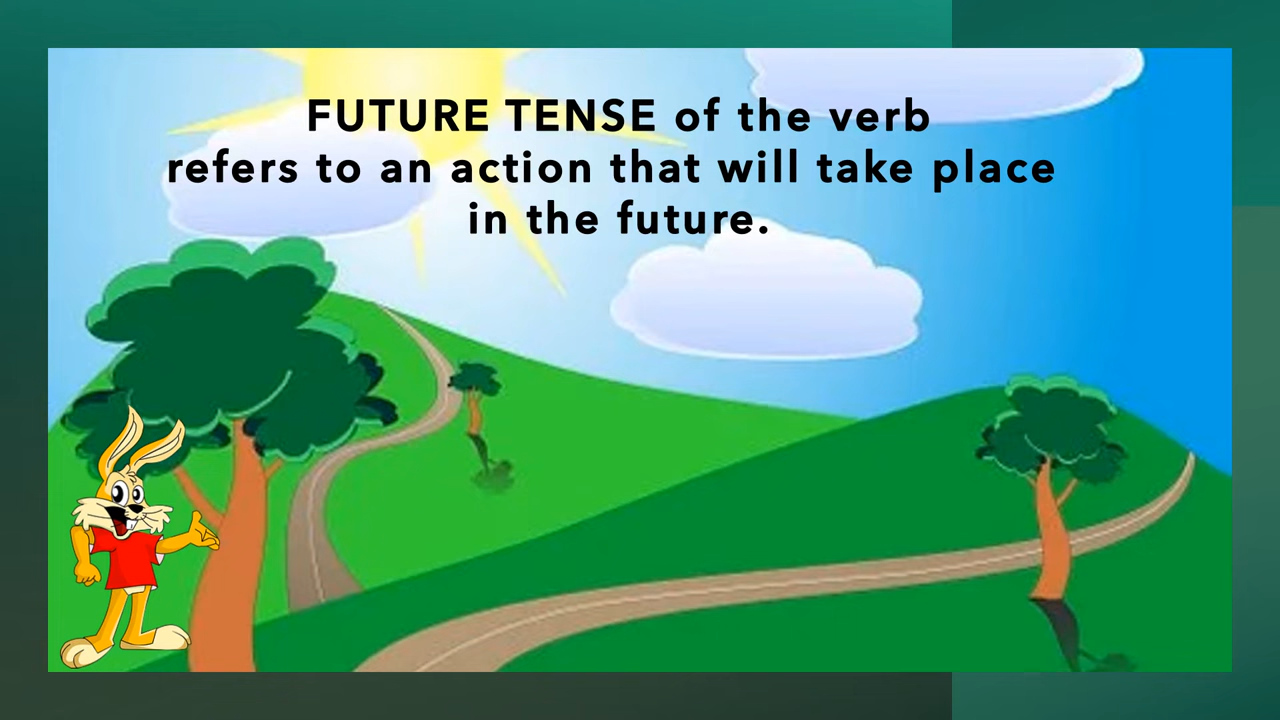 FUTURE TENSE of the verb
refers to an action that will take place
in the future.